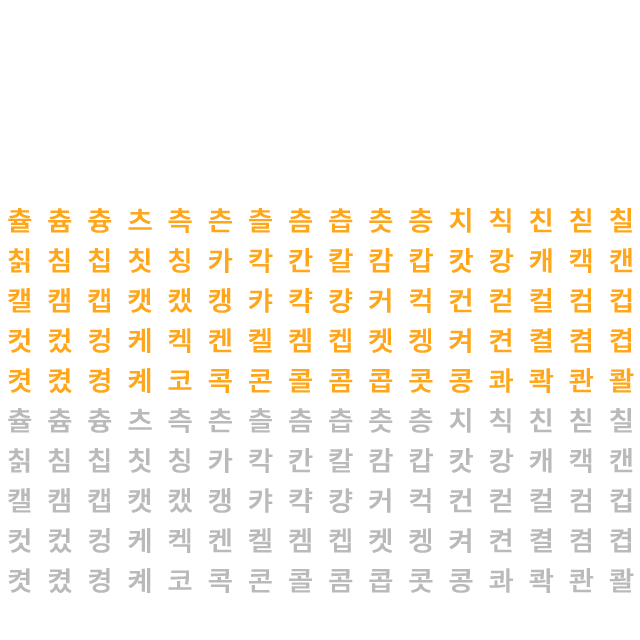 츌 츔 츙 츠 측 츤 츨 츰 츱 츳 층 치 칙 친 칟 칠
칡 침 칩 칫 칭 카 칵 칸 칼 캄 캅 캇 캉 캐 캑 캔
캘 캠 캡 캣 캤 캥 캬 캭 컁 커 컥 컨 컫 컬 컴 컵
컷 컸 컹 케 켁 켄 켈 켐 켑 켓 켕 켜 켠 켤 켬 켭
켯 켰 경 켸 코 콕 콘 콜 콤 콥 콧 콩 콰 콱 콴 콸
츌 츔 츙 츠 측 츤 츨 츰 츱 츳 층 치 칙 친 칟 칠
칡 침 칩 칫 칭 카 칵 칸 칼 캄 캅 캇 캉 캐 캑 캔
캘 캠 캡 캣 캤 캥 캬 캭 컁 커 컥 컨 컫 컬 컴 컵
컷 컸 컹 케 켁 켄 켈 켐 켑 켓 켕 켜 켠 켤 켬 켭
켯 켰 켱 켸 코 콕 콘 콜 콤 콥 콧 콩 콰 콱 콴 콸